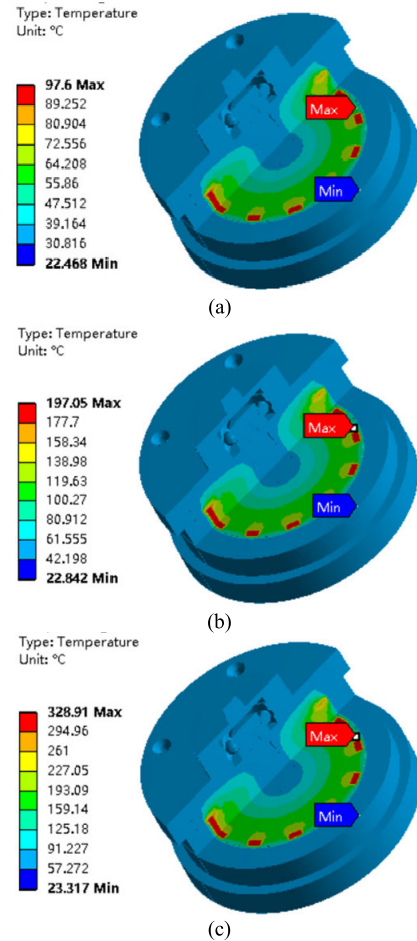 Type: Temperature
Unit: °C
97.6 Max
89.252
80.904
72.556
64.208
55.86
47.512
39.164
30.816
22.468 Min
Max
Min
(a)
Type: Temperature
Unit: °C
197.05 Max
177.7
158.34
138.98
119.63
100.27
80.912
61.555
42.198
22.842 Min
Max
Min
(b)
Type: Temperature
Unit: °C
328.91 Max
294.96
261
227.05
193.09
159.14
125.18
91.227
57.272
23.317 Min
Max
Min
(c)